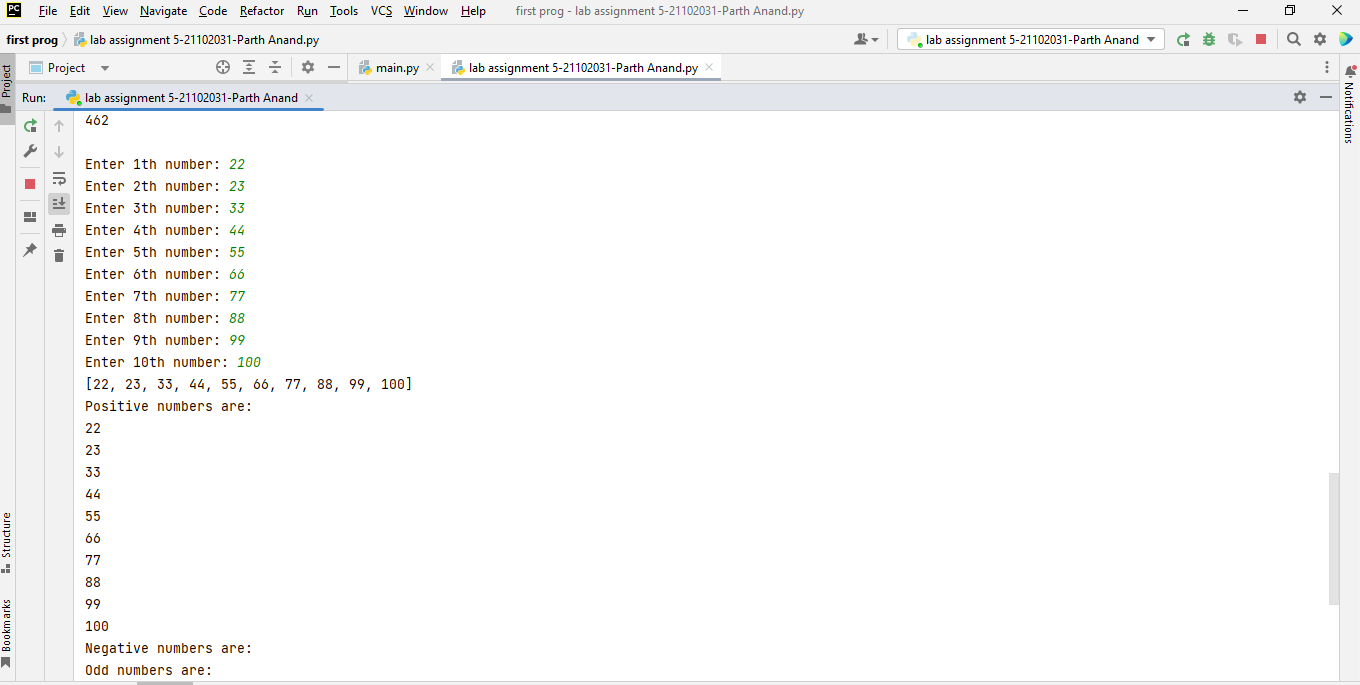 PC File Edit View Navigate Code Refactor Run Tools VCS Window Help first prog - lab assignment 5-21102031-Parth Anand.py
first prog lab assignment 5-21102031-Parth Anand.py lab assignment 5-21102031-Parth Anand
Project Project main.py lab assignment 5-21102031-Parth Anand.py
Notifications
Run: lab assignment 5-21102031-Parth Anand
462
Enter 1th number: 22
Enter 2th number: 23
Enter 3th number: 33
Enter 4th number: 44
Enter 5th number: 55
Enter 6th number: 66
Enter 7th number: 77
Enter 8th number: 88
Enter 9th number: 99
Enter 10th number: 100
[22, 23, 33, 44, 55, 66, 77, 88, 99, 100]
Positive numbers are:
22
23
33
44
55
66
77
88
99
100
Negative numbers are:
Odd numbers are:
Structure
Bookmarks